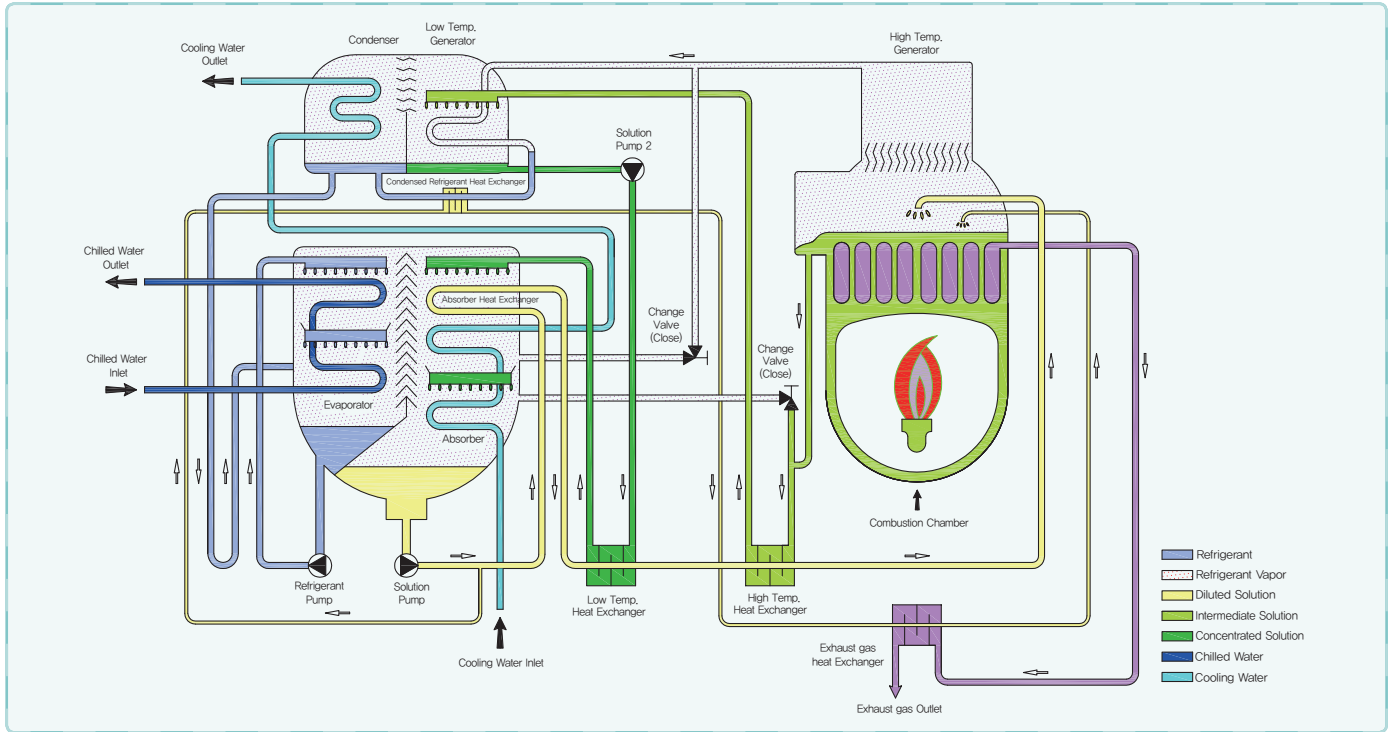 Low Temp.
Generator
Condenser
High Temp.
Generator
Cooling Water
Outlet
Solution
Pump 2
Condensed Refrigerant Heat Exchanger
Chilled Water
Outlet
Absorber Heat Exchanger
Change
Valve
(Close)
Change
Valve
(Close)
Chilled Water
Inlet
Evaporator
Absorber
Combustion Chamber
Refrigerant
Pump
Solution
Pump
Low Temp.
Heat Exchanger
High Temp.
Heat Exchanger
Cooling Water Inlet
Exhaust gas
heat Exchanger
Exhaust gas Outlet
Refrigerant
Refrigerant Vapor
Diluted Solution
Intermediate Solution
Concentrated Solution
Chilled Water
Cooling Water